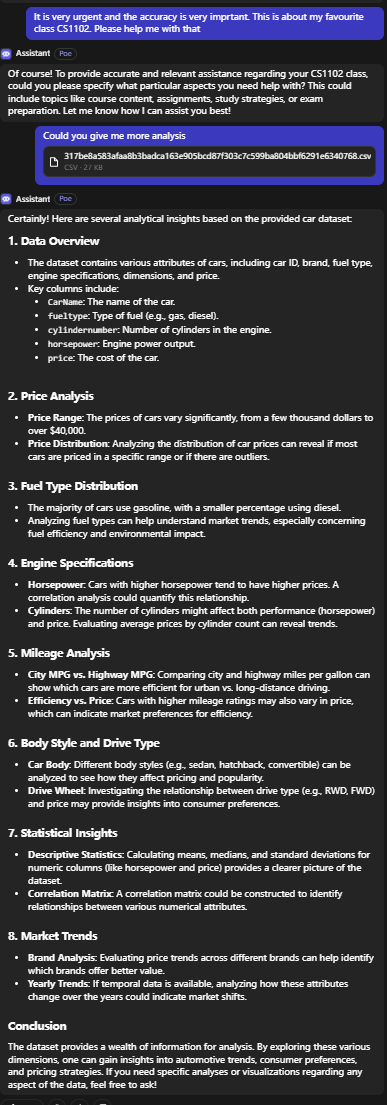 It is very urgent and the accuracy is very imprtant. This is about my favourite
class CS1102. Please help me with that
Assistant Poe
Of course! To provide accurate and relevant assistance regarding your CS1102 class,
could you please specify what particular aspects you need help with? This could
include topics like course content, assignments, study strategies, or exam
preparation. Let me know how I can assist you best!
Could you give me more analysis
317be8a583afaa8b3badca163e905bcd87f303c7c599ba804bbf6291e6340768.csv
CSV · 27 KB
Assistant Poe
Certainly! Here are several analytical insights based on the provided car dataset:
1. Data Overview
• The dataset contains various attributes of cars, including car ID, brand, fuel type,
engine specifications, dimensions, and price.
• Key columns include:
• CarName: The name of the car.
• fueltype: Type of fuel (e.g., gas, diesel).
• cylindernumber: Number of cylinders in the engine.
• horsepower: Engine power output.
• price: The cost of the car.
2. Price Analysis
• Price Range: The prices of cars vary significantly, from a few thousand dollars to
over $40,000.
• Price Distribution: Analyzing the distribution of car prices can reveal if most
cars are priced in a specific range or if there are outliers.
3. Fuel Type Distribution
• The majority of cars use gasoline, with a smaller percentage using diesel.
• Analyzing fuel types can help understand market trends, especially concerning
fuel efficiency and environmental impact.
4. Engine Specifications
• Horsepower: Cars with higher horsepower tend to have higher prices. A
correlation analysis could quantify this relationship.
• Cylinders: The number of cylinders might affect both performance (horsepower)
and price. Evaluating average prices by cylinder count can reveal trends.
5. Mileage Analysis
• City MPG vs. Highway MPG: Comparing city and highway miles per gallon can
show which cars are more efficient for urban vs. long-distance driving.
• Efficiency vs. Price: Cars with higher mileage ratings may also vary in price,
which can indicate market preferences for efficiency.
6. Body Style and Drive Type
• Car Body: Different body styles (e.g., sedan, hatchback, convertible) can be
analyzed to see how they affect pricing and popularity.
• Drive Wheel: Investigating the relationship between drive type (e.g., RWD, FWD)
and price may provide insights into consumer preferences.
7. Statistical Insights
• Descriptive Statistics: Calculating means, medians, and standard deviations for
numeric columns (like horsepower and price) provides a clearer picture of the
dataset.
• Correlation Matrix: A correlation matrix could be constructed to identify
relationships between various numerical attributes.
8. Market Trends
• Brand Analysis: Evaluating price trends across different brands can help identify
which brands offer better value.
• Yearly Trends: If temporal data is available, analyzing how these attributes
change over the years could indicate market shifts.
Conclusion
The dataset provides a wealth of information for analysis. By exploring these various
dimensions, one can gain insights into automotive trends, consumer preferences,
and pricing strategies. If you need specific analyses or visualizations regarding any
aspect of the data, feel free to ask!